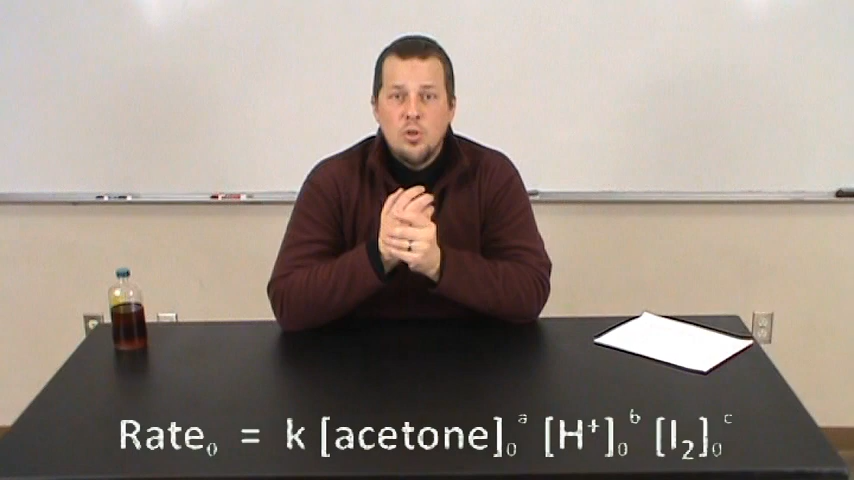 Rate₀ = k [acetone]₀ᵃ [H⁺]₀ᵇ [I₂]₀ᶜ